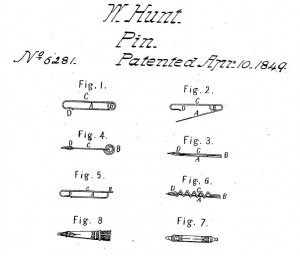 W. Hunt.
Pin.
No. 6281. Patented Apr. 10. 1849.
Fig. 1. Fig. 2.
C C
A B B
D D A
Fig. 4. Fig. 3.
D C B D C B
A
Fig. 5. Fig. 6.
C B D C B
D A A
Fig. 8 Fig. 7.